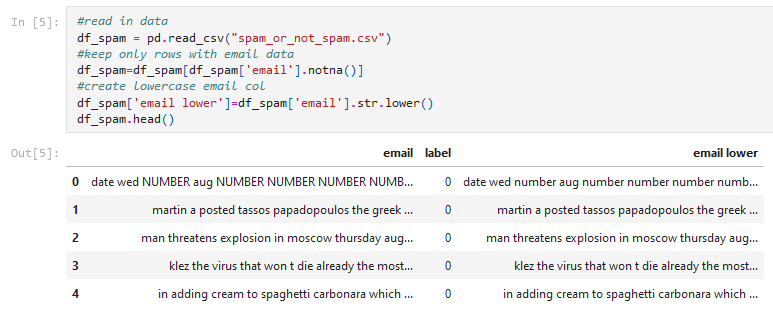 In [5]:
#read in data
df_spam = pd.read_csv("spam_or_not_spam.csv")
#keep only rows with email data
df_spam=df_spam[df_spam['email'].notna()]
#create lowercase email col
df_spam['email lower']=df_spam['email'].str.lower()
df_spam.head()
Out[5]:
email label email lower
0 date wed NUMBER aug NUMBER NUMBER NUMBER NUMB... 0 date wed number aug number number number numb...
1 martin a posted tassos papadopoulos the greek ... 0 martin a posted tassos papadopoulos the greek ...
2 man threatens explosion in moscow thursday aug... 0 man threatens explosion in moscow thursday aug...
3 klez the virus that won t die already the most... 0 klez the virus that won t die already the most...
4 in adding cream to spaghetti carbonara which ... 0 in adding cream to spaghetti carbonara which ...